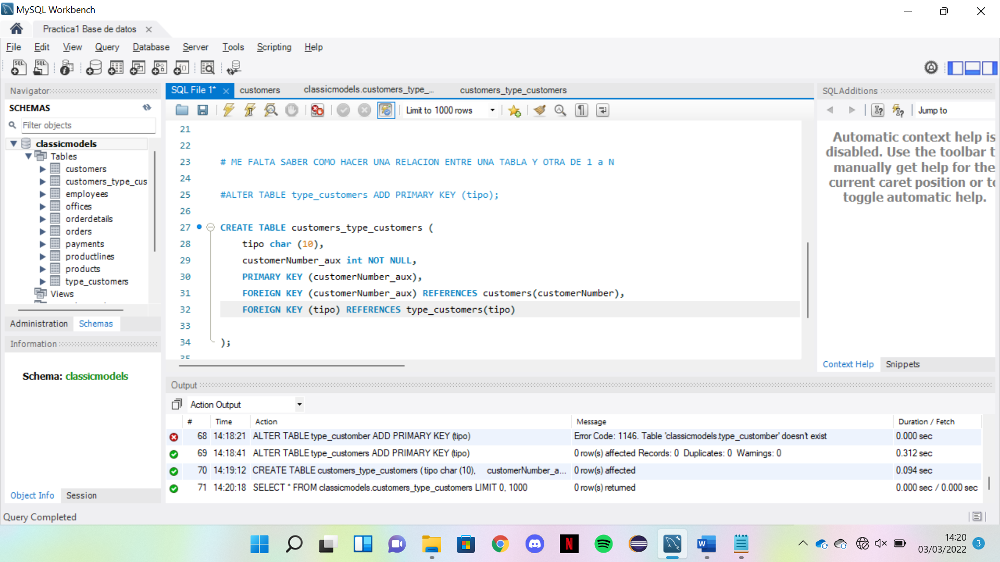 MySQL Workbench
Practica1 Base de datos
File Edit View Query Database Server Tools Scripting Help
Navigator
SCHEMAS
Filter objects
classicmodels
Tables
customers
customers_type_cus
employees
offices
orderdetails
orders
payments
productlines
products
type_customers
Views
Administration Schemas
Information
Schema: classicmodels
Object Info Session
SQL File 1* customers classicmodels.customers_type_... customers_type_customers
Limit to 1000 rows
21
22
23 # ME FALTA SABER COMO HACER UNA RELACION ENTRE UNA TABLA Y OTRA DE 1 a N
24
25 #ALTER TABLE type_customers ADD PRIMARY KEY (tipo);
26
27 CREATE TABLE customers_type_customers (
28 tipo char (10),
29 customerNumber_aux int NOT NULL,
30 PRIMARY KEY (customerNumber_aux),
31 FOREIGN KEY (customerNumber_aux) REFERENCES customers(customerNumber),
32 FOREIGN KEY (tipo) REFERENCES type_customers(tipo)
33
34 );
35
SQLAdditions
Jump to
Automatic context help is
disabled. Use the toolbar t
manually get help for the
current caret position or to
toggle automatic help.
Context Help Snippets
Output
Action Output
# Time Action Message Duration / Fetch
68 14:18:21 ALTER TABLE type_customber ADD PRIMARY KEY (tipo) Error Code: 1146. Table 'classicmodels.type_customber' doesn't exist 0.000 sec
69 14:18:41 ALTER TABLE type_customers ADD PRIMARY KEY (tipo) 0 row(s) affected Records: 0 Duplicates: 0 Warnings: 0 0.312 sec
70 14:19:12 CREATE TABLE customers_type_customers ( tipo char (10), customerNumber_a... 0 row(s) affected 0.094 sec
71 14:20:18 SELECT * FROM classicmodels.customers_type_customers LIMIT 0, 1000 0 row(s) returned 0.000 sec / 0.000 sec
Query Completed
14:20
03/03/2022
3